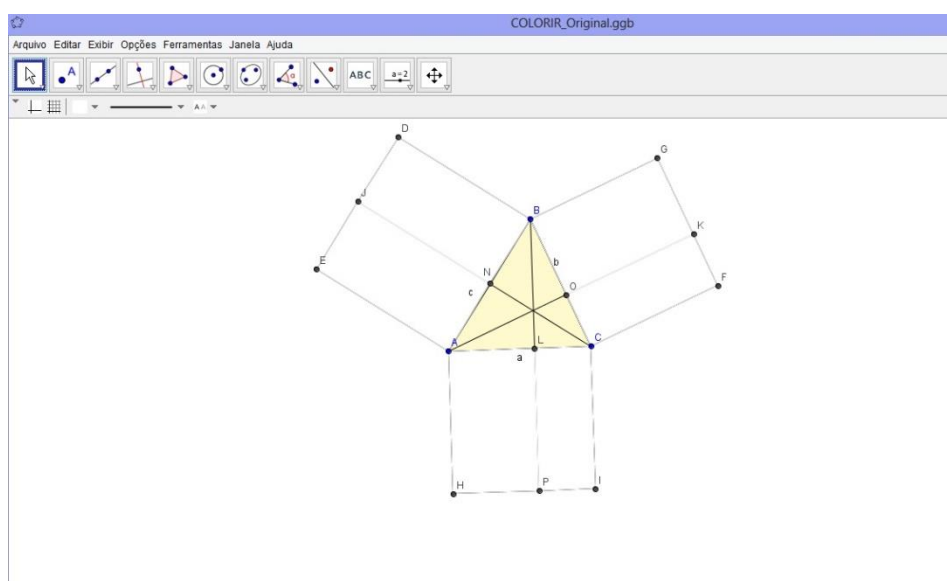 COLORIR_Original.ggb
Arquivo Editar Exibir Opções Ferramentas Janela Ajuda
A ABC a=2
A A
D
G
B
J
K
b
E
N
O
F
c
A
L
C
a
H
P
I